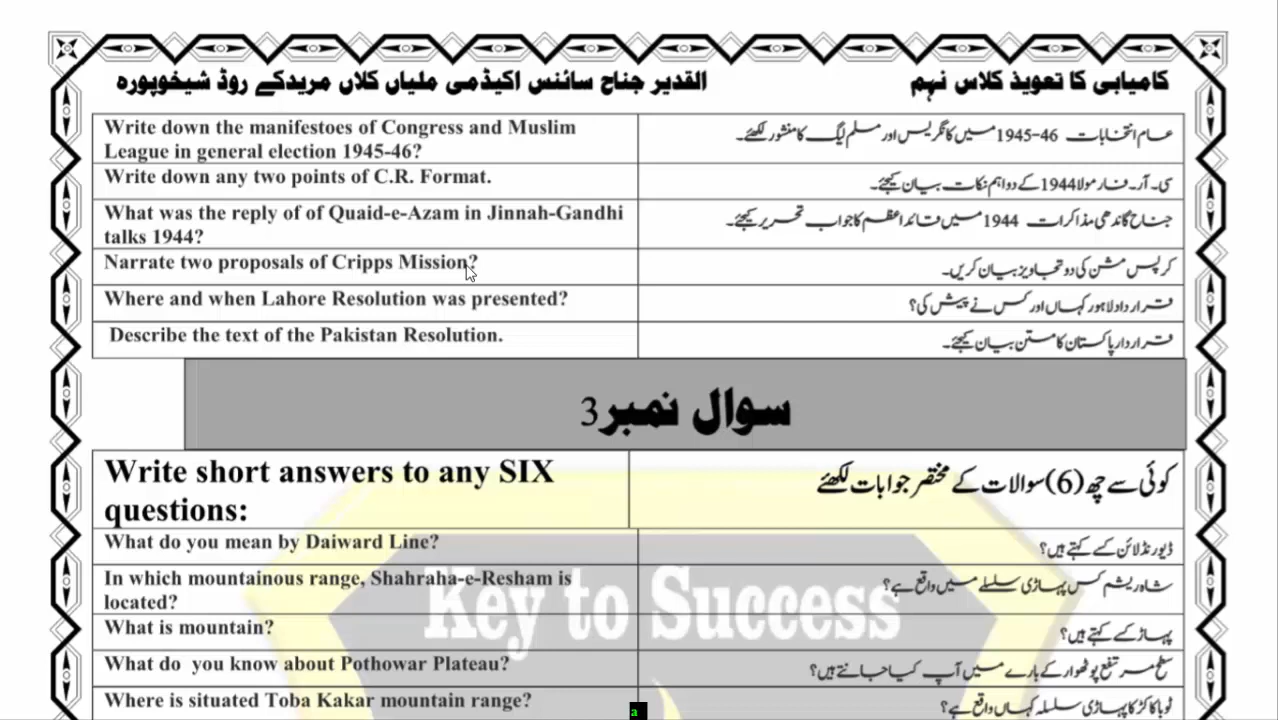 کامیابی کا تعویذ کلاس نہم
القدیر جناح سائنس اکیڈمی ملیاں کلاں مریدکے روڈ شیخوپورہ
Write down the manifestoes of Congress and Muslim
League in general election 1945-46?
عام انتخابات 46-1945 میں کانگریس اور مسلم لیگ کا منشور لکھئے۔
Write down any two points of C.R. Format.
سی۔ آر۔ فارمولا 1944 کے دو اہم نکات بیان کیجئے۔
What was the reply of of Quaid-e-Azam in Jinnah-Gandhi
talks 1944?
جناح گاندھی مذاکرات 1944 میں قائد اعظم کا جواب تحریر کیجئے۔
Narrate two proposals of Cripps Mission?
کرپس مشن کی دو تجاویز بیان کریں۔
Where and when Lahore Resolution was presented?
قرارداد لاہور کہاں اور کس نے پیش کی؟
Describe the text of the Pakistan Resolution.
قراردار پاکستان کا متن بیان کیجئے۔
سوال نمبر3
Write short answers to any SIX
questions:
کوئی سے چھ (6) سوالات کے مختصر جوابات لکھئے
What do you mean by Daiward Line?
ڈیورنڈ لائن کسے کہتے ہیں؟
In which mountainous range, Shahraha-e-Resham is
located?
شاہ ریشم کس پہاڑی سلسلے میں واقع ہے؟
What is mountain?
پہاڑ کسے کہتے ہیں؟
What do you know about Pothowar Plateau?
سطح مرتفع پوٹھوار کے بارے میں آپ کیا جانتے ہیں؟
Where is situated Toba Kakar mountain range?
ٹوبا کاکڑ کا پہاڑی سلسلہ کہاں واقع ہے؟
Key to Success
a